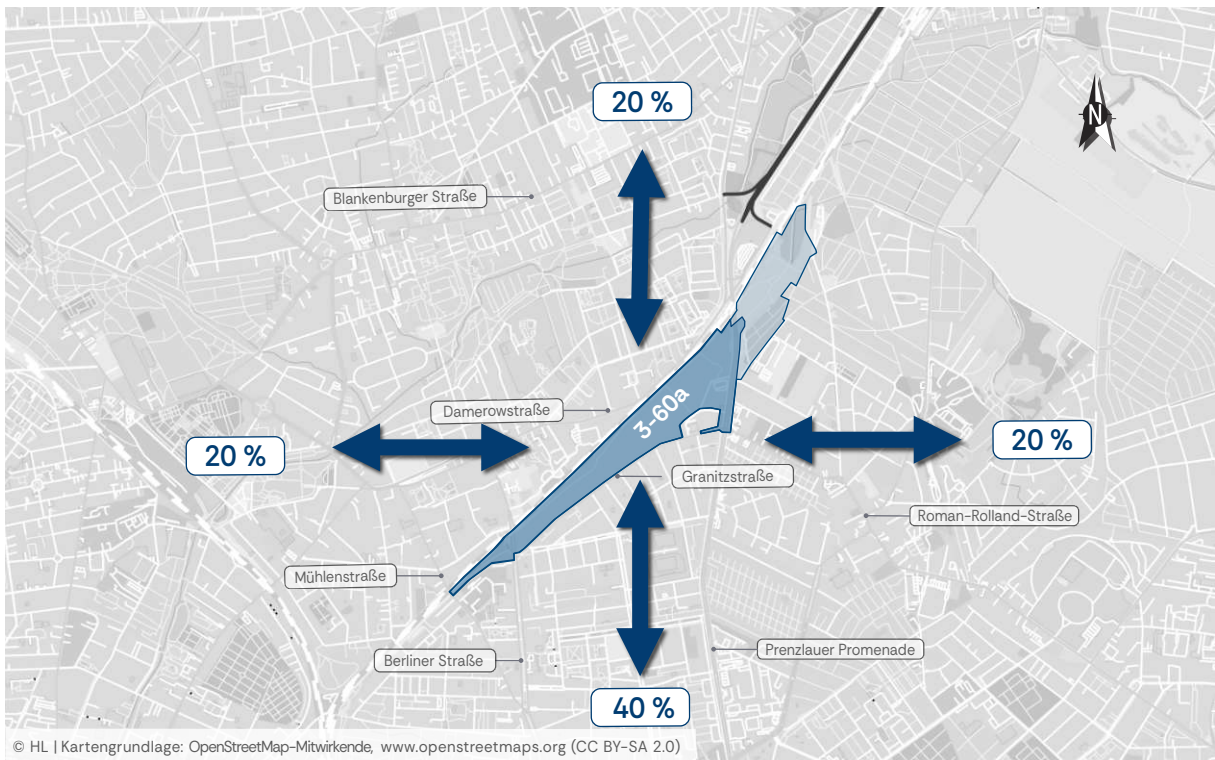 20 %
N
Blankenburger Straße
3-60a
Damerowstraße
20 %
20 %
Granitzstraße
Roman-Rolland-Straße
Mühlenstraße
Berliner Straße
Prenzlauer Promenade
40 %
© HL | Kartengrundlage: OpenStreetMap-Mitwirkende, www.openstreetmaps.org (CC BY-SA 2.0)